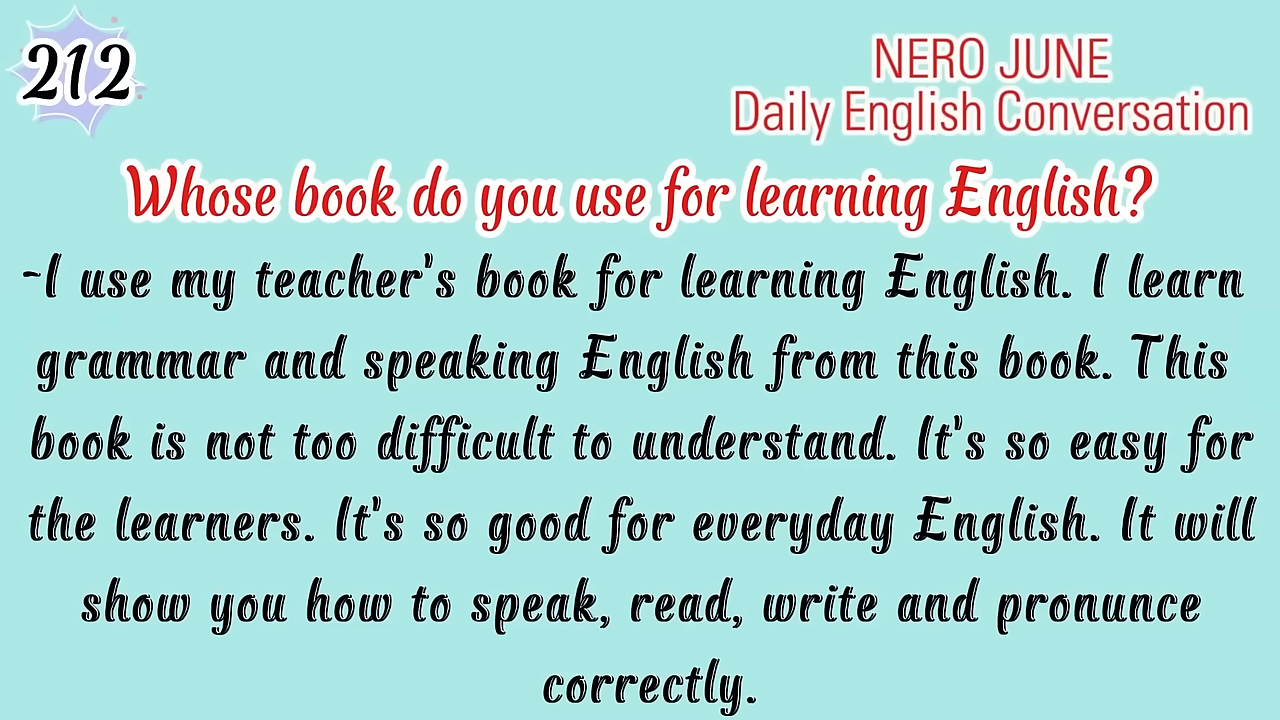 212
NERO JUNE
Daily English Conversation
Whose book do you use for learning English?
~I use my teacher's book for learning English. I learn
grammar and speaking English from this book. This
book is not too difficult to understand. It's so easy for
the learners. It's so good for everyday English. It will
show you how to speak, read, write and pronunce
correctly.